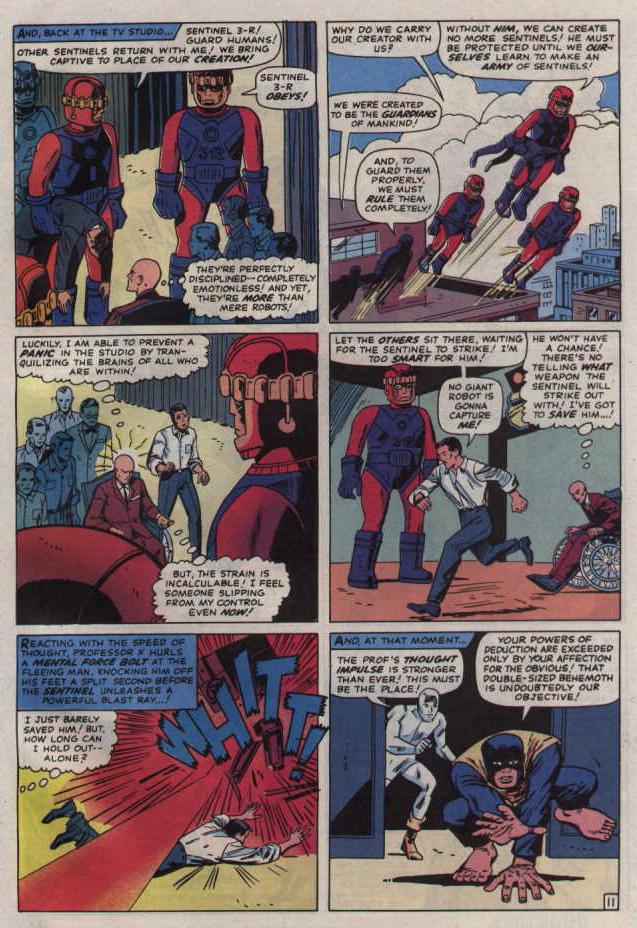 AND, BACK AT THE TV STUDIO...
SENTINEL 3-R!
GUARD HUMANS!
OTHER SENTINELS RETURN WITH ME! WE BRING
CAPTIVE TO PLACE OF OUR CREATION!
SENTINEL
3-R
OBEYS!
312
THEY'RE PERFECTLY
DISCIPLINED--COMPLETELY
EMOTIONLESS! AND YET,
THEY'RE MORE THAN
MERE ROBOTS!
WHY DO WE CARRY
OUR CREATOR WITH
US?
WITHOUT HIM, WE CAN CREATE
NO MORE SENTINELS! HE MUST
BE PROTECTED UNTIL WE OUR-
SELVES LEARN TO MAKE AN
ARMY OF SENTINELS!
WE WERE CREATED
TO BE THE GUARDIANS
OF MANKIND!
AND, TO
GUARD THEM
PROPERLY,
WE MUST
RULE THEM
COMPLETELY!
LUCKILY, I AM ABLE TO PREVENT A
PANIC IN THE STUDIO BY TRAN-
QUILIZING THE BRAINS OF ALL WHO
ARE WITHIN!
BUT, THE STRAIN IS
INCALCULABLE! I FEEL
SOMEONE SLIPPING
FROM MY CONTROL
EVEN NOW!
LET THE OTHERS SIT THERE, WAITING
FOR THE SENTINEL TO STRIKE! I'M
TOO SMART FOR HIM!
NO GIANT
ROBOT IS
GONNA
CAPTURE
ME!
HE WON'T HAVE
A CHANCE!
THERE'S NO
TELLING WHAT
WEAPON THE
SENTINEL WILL
STRIKE OUT
WITH! I'VE GOT
TO SAVE HIM...!
312
REACTING WITH THE SPEED OF
THOUGHT, PROFESSOR X HURLS
A MENTAL FORCE BOLT AT THE
FLEEING MAN, KNOCKING HIM OFF
HIS FEET A SPLIT SECOND BEFORE
THE SENTINEL UNLEASHES A
POWERFUL BLAST RAY...!
I JUST BARELY
SAVED HIM! BUT,
HOW LONG CAN
I HOLD OUT--
ALONE?
WHTTT!
AND, AT THAT MOMENT...
THE PROF'S THOUGHT
IMPULSE IS STRONGER
THAN EVER! THIS MUST
BE THE PLACE!
YOUR POWERS OF
DEDUCTION ARE EXCEEDED
ONLY BY YOUR AFFECTION
FOR THE OBVIOUS! THAT
DOUBLE-SIZED BEHEMOTH
IS UNDOUBTEDLY OUR
OBJECTIVE!
11